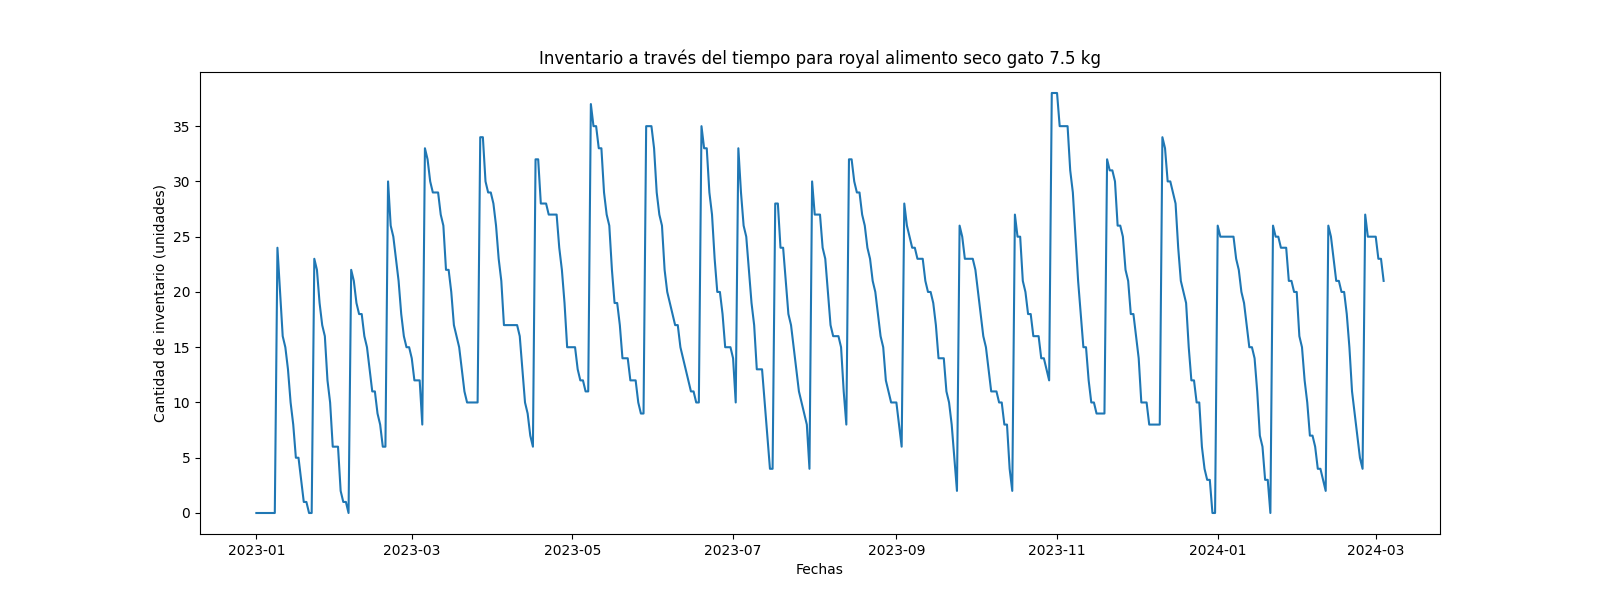 Inventario a través del tiempo para royal alimento seco gato 7.5 kg
Cantidad de inventario (unidades)
35
30
25
20
15
10
5
0
2023-01 2023-03 2023-05 2023-07 2023-09 2023-11 2024-01 2024-03
Fechas